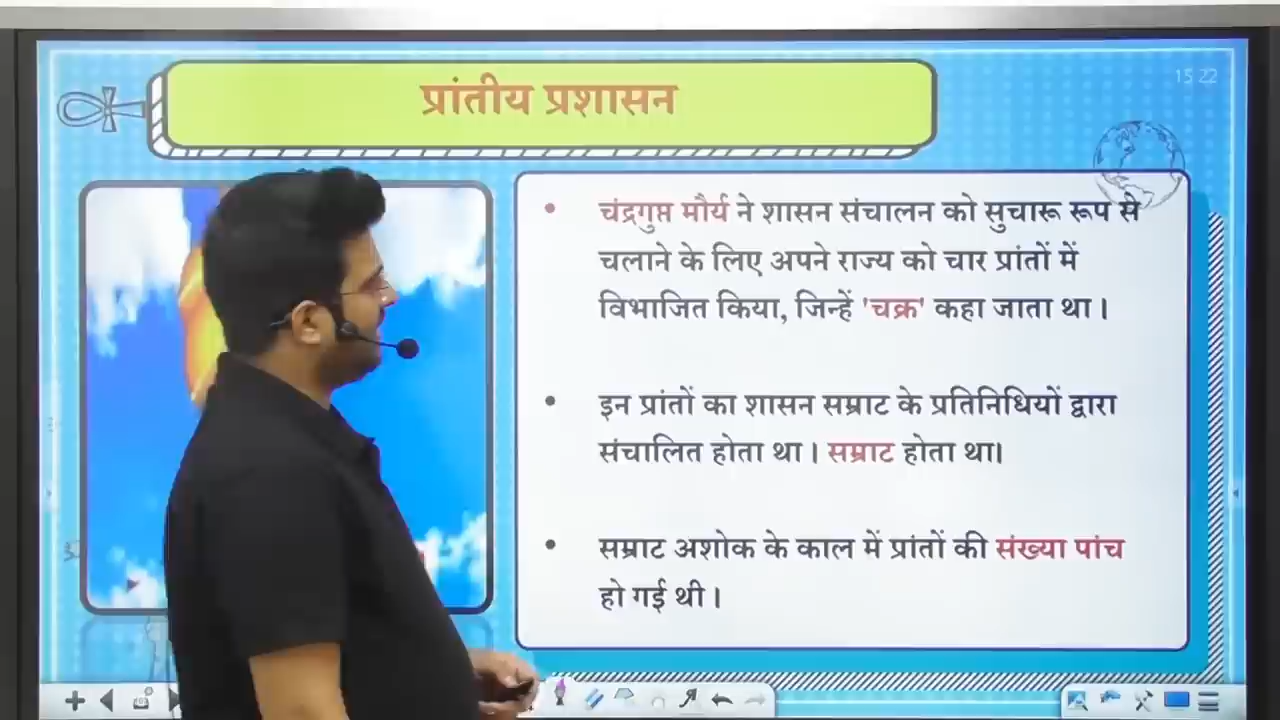 प्रांतीय प्रशासन
15 22
• चंद्रगुप्त मौर्य ने शासन संचालन को सुचारू रूप से
चलाने के लिए अपने राज्य को चार प्रांतों में
विभाजित किया, जिन्हें 'चक्र' कहा जाता था।
• इन प्रांतों का शासन सम्राट के प्रतिनिधियों द्वारा
संचालित होता था। सम्राट होता था।
• सम्राट अशोक के काल में प्रांतों की संख्या पांच
हो गई थी।